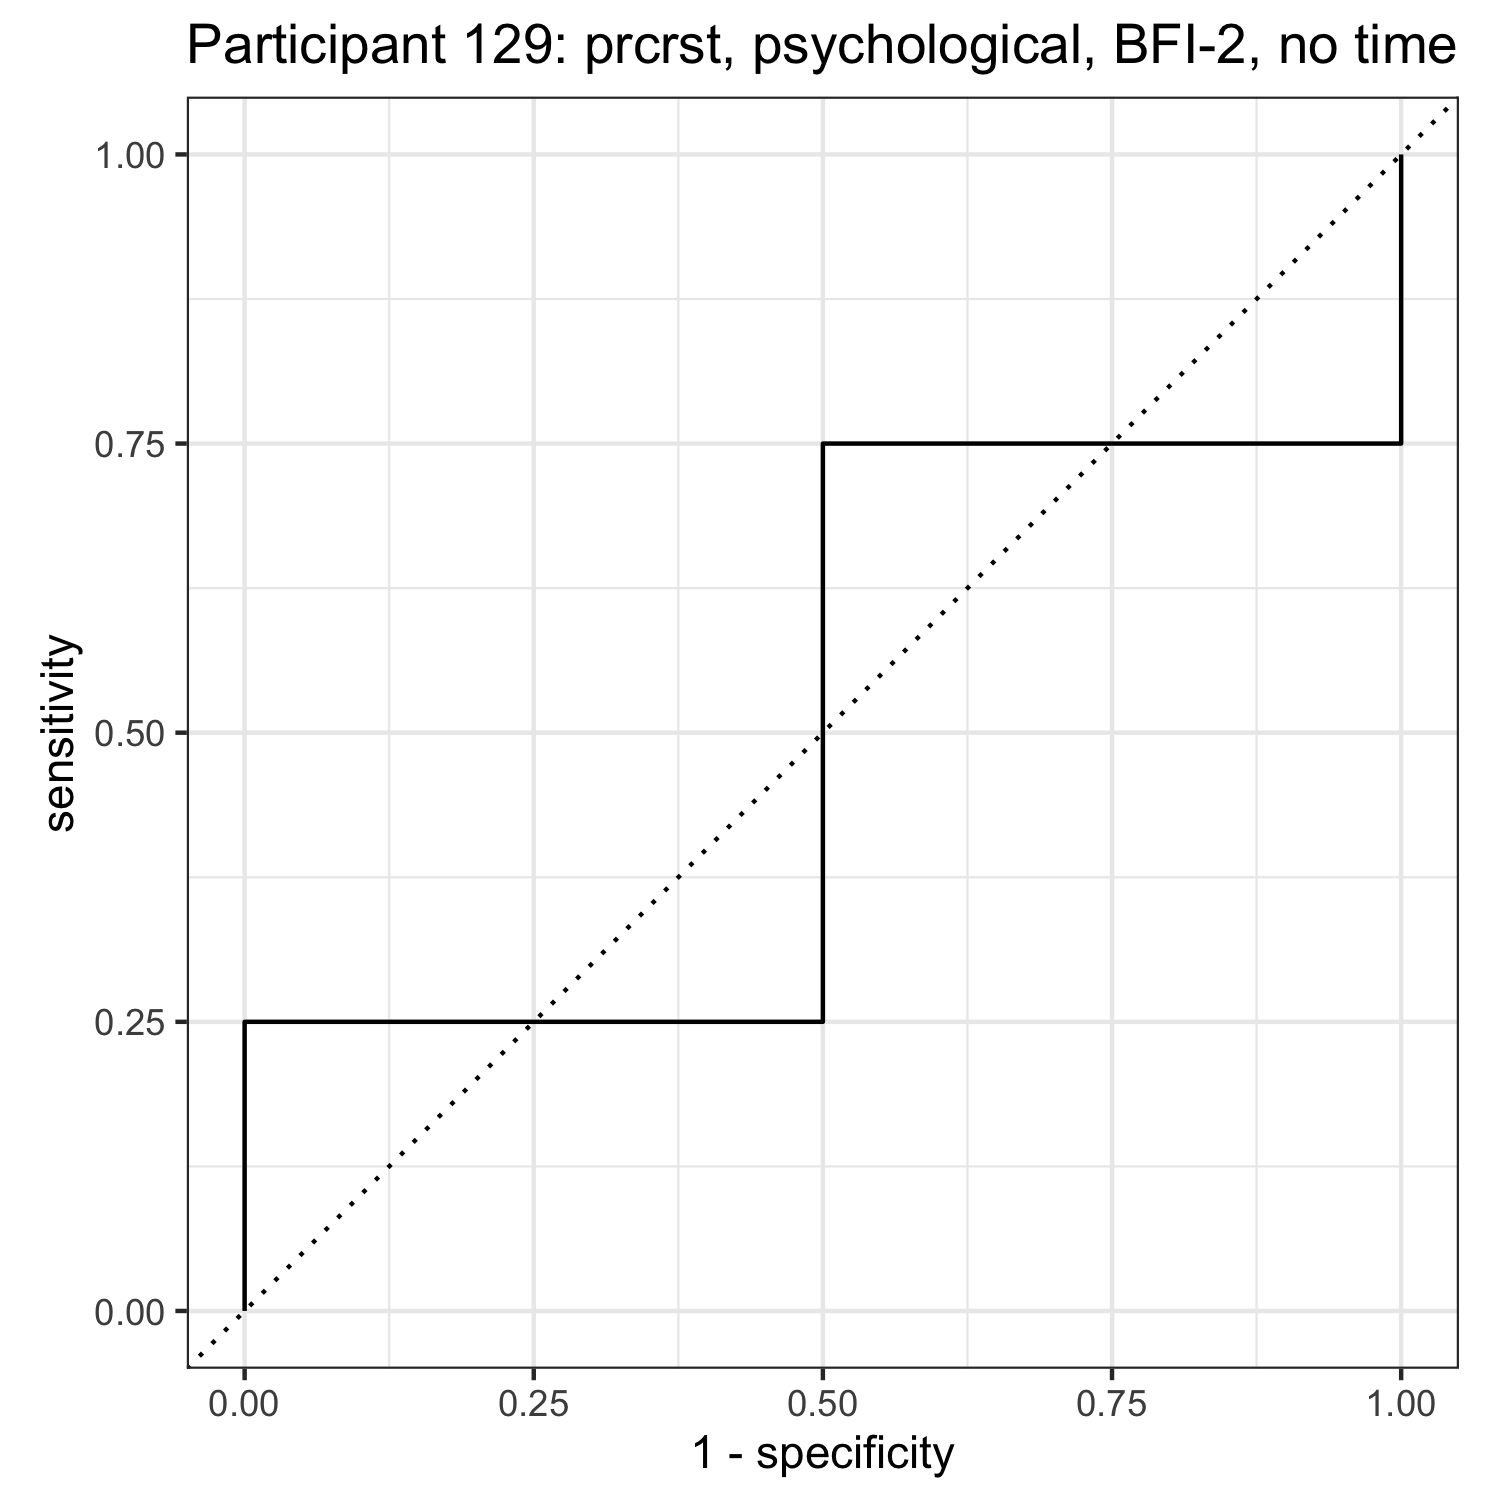 Participant 129: prcrst, psychological, BFI-2, no time
1.00
0.75
0.50
0.25
0.00
sensitivity
0.00 0.25 0.50 0.75 1.00
1 - specificity